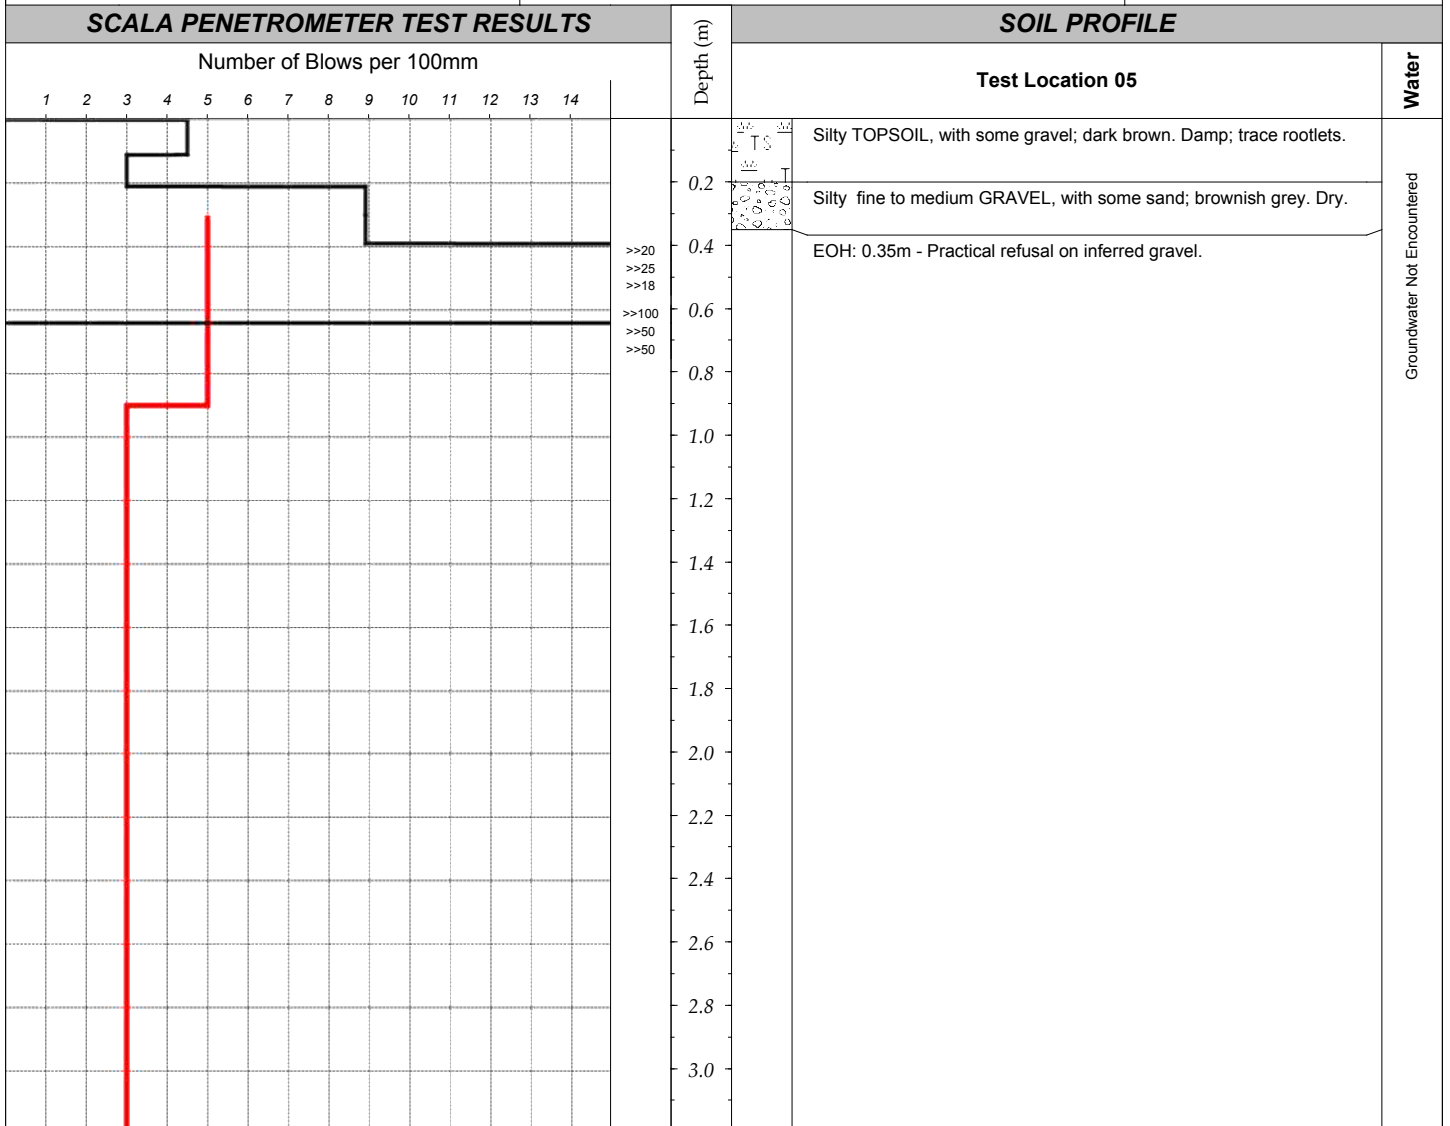 SCALA PENETROMETER TEST RESULTS
Number of Blows per 100mm
1 2 3 4 5 6 7 8 9 10 11 12 13 14
>>20
>>25
>>18
>>100
>>50
>>50
Depth (m)
0.2
0.4
0.6
0.8
1.0
1.2
1.4
1.6
1.8
2.0
2.2
2.4
2.6
2.8
3.0
SOIL PROFILE
Test Location 05
Water
TS
T
Silty TOPSOIL, with some gravel; dark brown. Damp; trace rootlets.
Silty fine to medium GRAVEL, with some sand; brownish grey. Dry.
EOH: 0.35m - Practical refusal on inferred gravel.
Groundwater Not Encountered